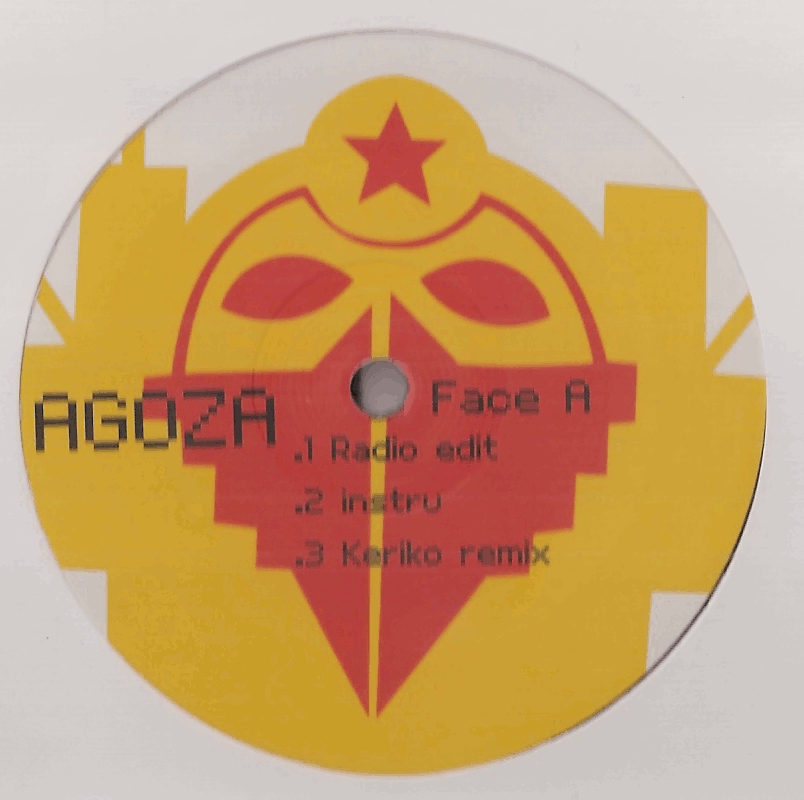 AGOZA
Face A
.1 Radio edit
.2 instru
.3 Keriko remix